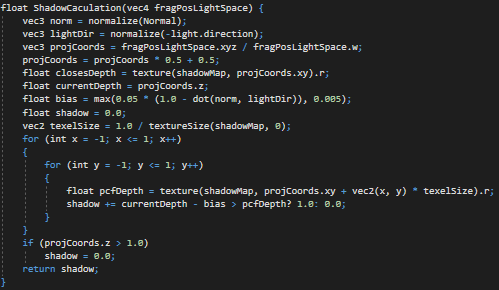 float ShadowCaculation(vec4 fragPosLightSpace) {
vec3 norm = normalize(Normal);
vec3 lightDir = normalize(-light.direction);
vec3 projCoords = fragPosLightSpace.xyz / fragPosLightSpace.w;
projCoords = projCoords * 0.5 + 0.5;
float closesDepth = texture(shadowMap, projCoords.xy).r;
float currentDepth = projCoords.z;
float bias = max(0.05 * (1.0 - dot(norm, lightDir)), 0.005);
float shadow = 0.0;
vec2 texelSize = 1.0 / textureSize(shadowMap, 0);
for (int x = -1; x <= 1; x++)
{
for (int y = -1; y <= 1; y++)
{
float pcfDepth = texture(shadowMap, projCoords.xy + vec2(x, y) * texelSize).r;
shadow += currentDepth - bias > pcfDepth? 1.0: 0.0;
}
}
if (projCoords.z > 1.0)
shadow = 0.0;
return shadow;
}